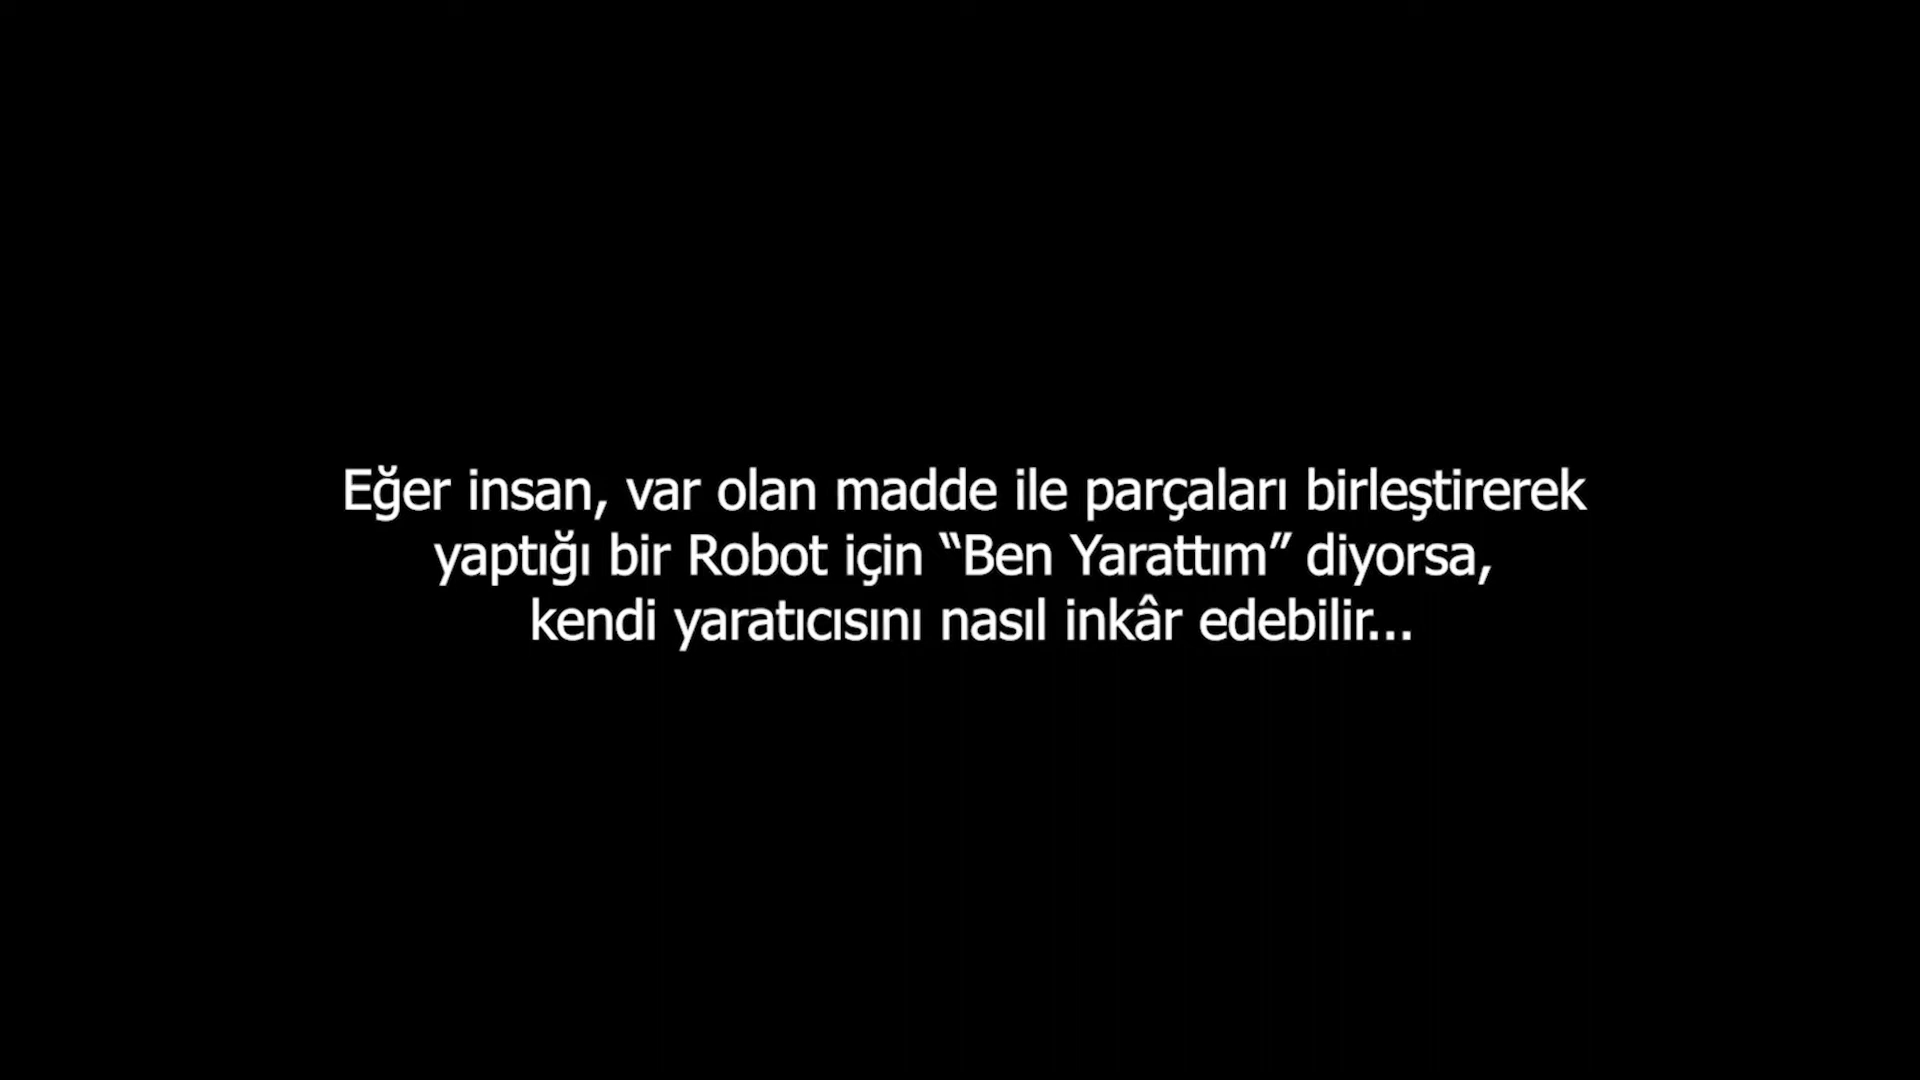 Eğer insan, var olan madde ile parçaları birleştirerek
yaptığı bir Robot için “Ben Yarattım” diyorsa,
kendi yaratıcısını nasıl inkâr edebilir...